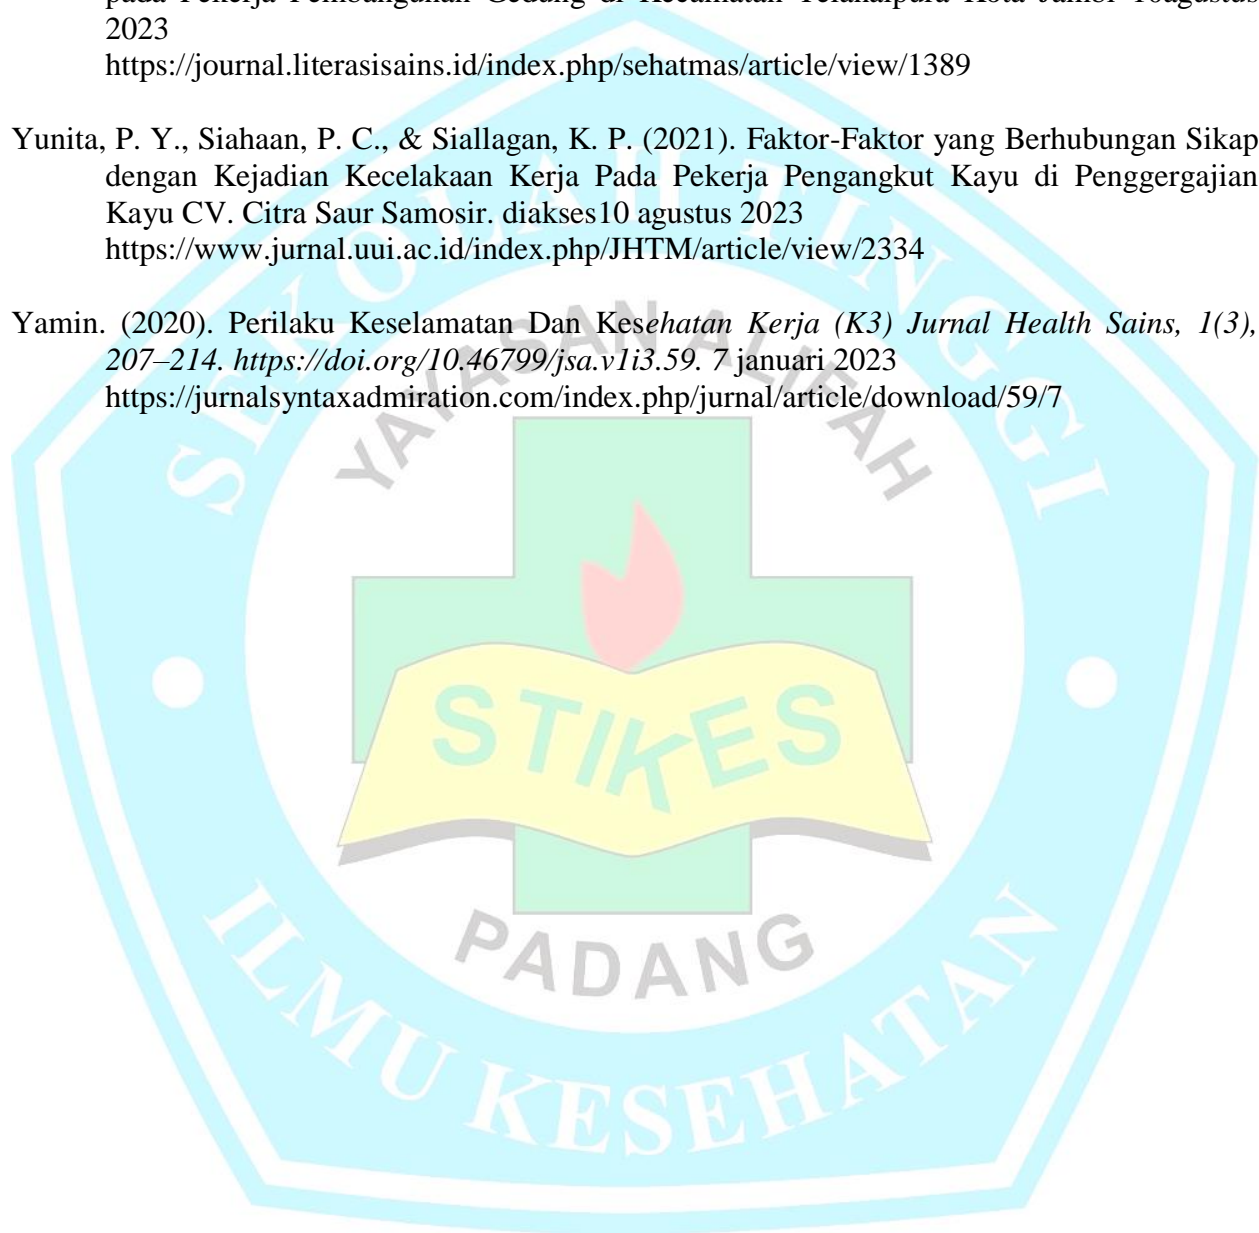 pada Pekerja Pembangunan Gedung di Kecamatan Telanaipura Kota Jambi 10agustus
2023
https://journal.literasisains.id/index.php/sehatmas/article/view/1389
Yunita, P. Y., Siahaan, P. C., & Siallagan, K. P. (2021). Faktor-Faktor yang Berhubungan Sikap
dengan Kejadian Kecelakaan Kerja Pada Pekerja Pengangkut Kayu di Penggergajian
Kayu CV. Citra Saur Samosir. diakses10 agustus 2023
https://www.jurnal.uui.ac.id/index.php/JHTM/article/view/2334
Yamin. (2020). Perilaku Keselamatan Dan Kesehatan Kerja (K3) Jurnal Health Sains, 1(3),
207–214. https://doi.org/10.46799/jsa.v1i3.59. 7 januari 2023
https://jurnalsyntaxadmiration.com/index.php/jurnal/article/download/59/7
SEKOLAH TINGGI
YAYASAN ALIFAH
STIKES
PADANG
ILMU KESEHATAN